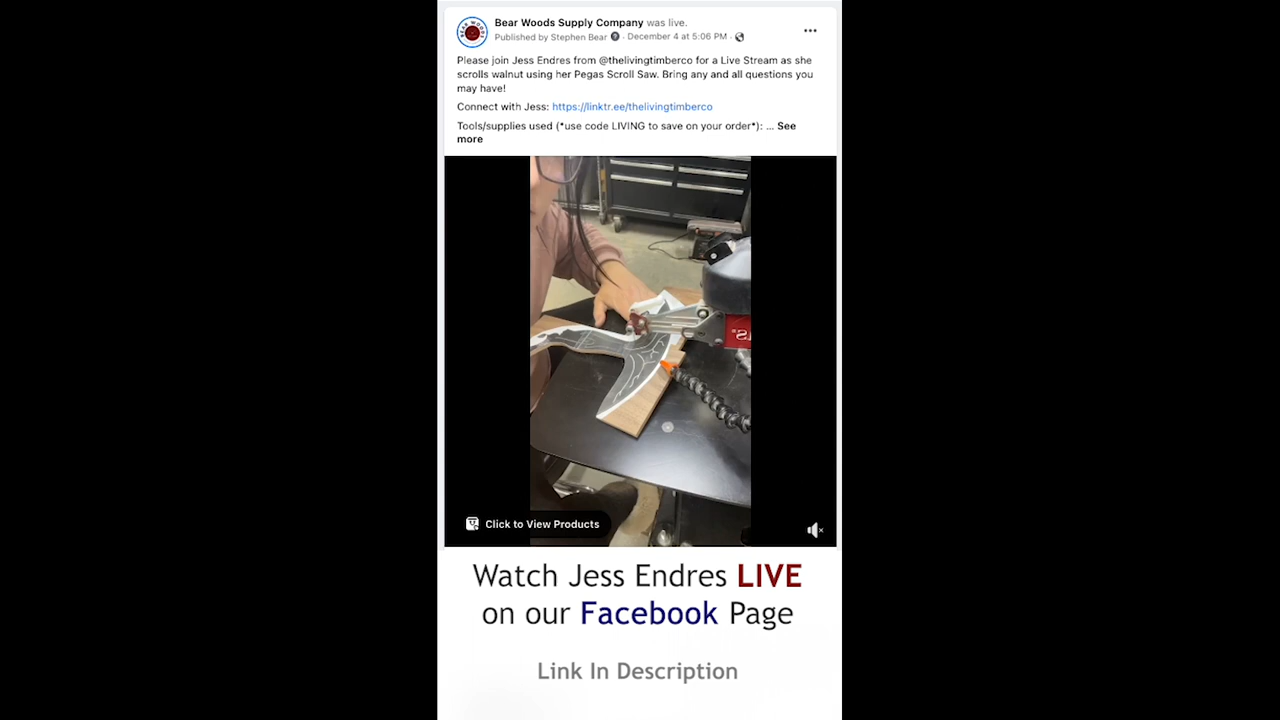 BEAR WOODS
Bear Woods Supply Company was live.
Published by Stephen Bear · December 4 at 5:06 PM ·
Please join Jess Endres from @thelivingtimberco for a Live Stream as she
scrolls walnut using her Pegas Scroll Saw. Bring any and all questions you
may have!
Connect with Jess: https://linktr.ee/thelivingtimberco
Tools/supplies used (*use code LIVING to save on your order*): ... See
more
Click to View Products
Watch Jess Endres LIVE
on our Facebook Page
Link In Description